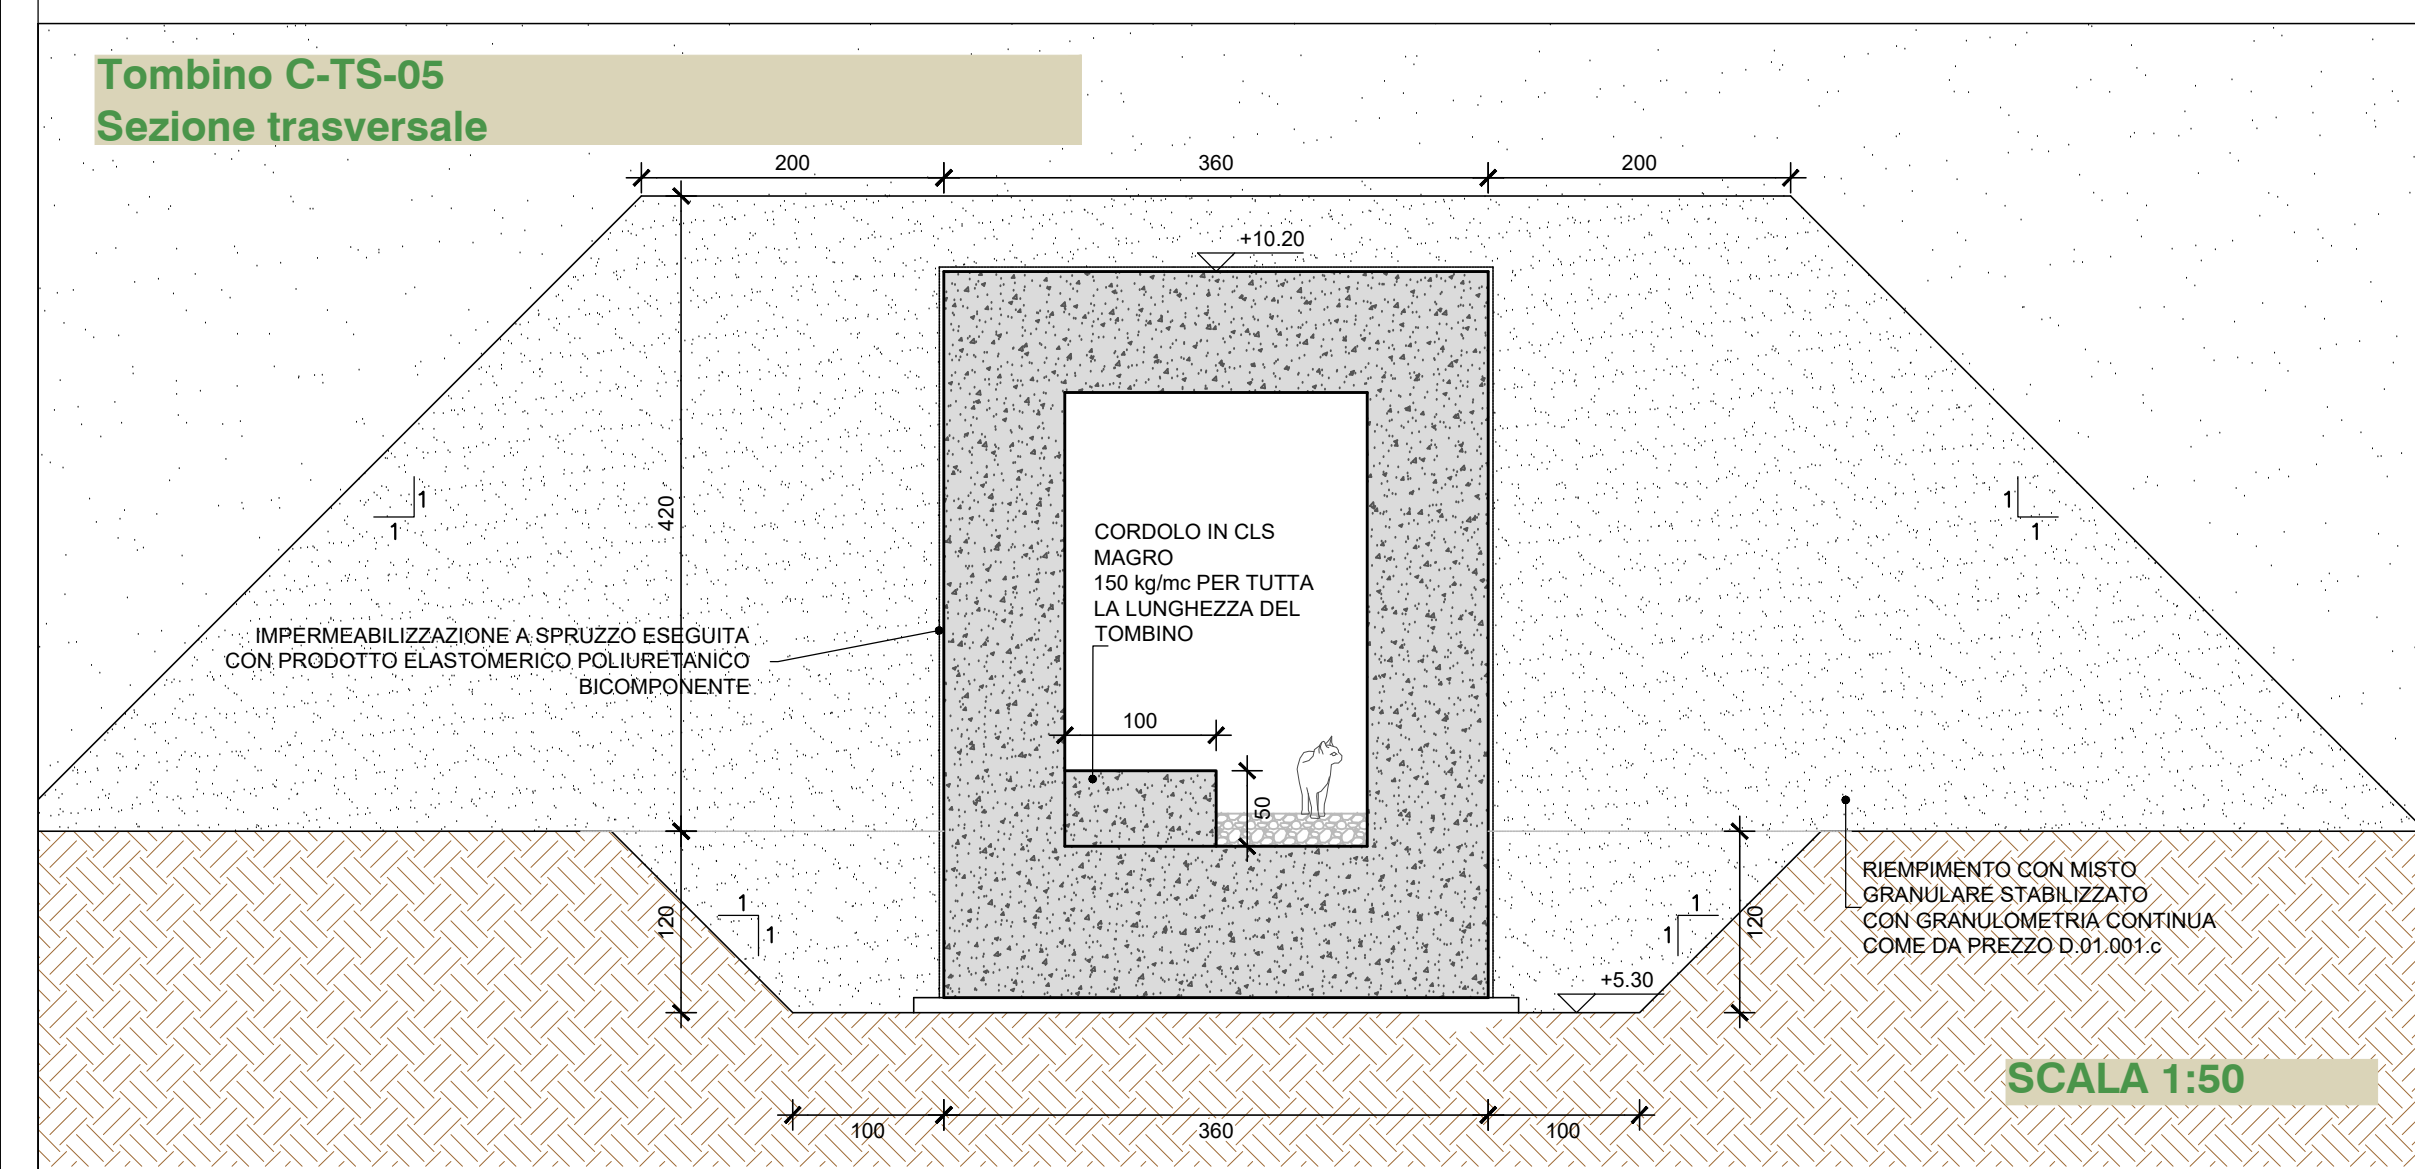 Tombino C-TS-05
Sezione trasversale
200
360
200
+10.20
420
1
1
1
1
CORDOLO IN CLS
MAGRO
150 kg/mc PER TUTTA
LA LUNGHEZZA DEL
TOMBINO
IMPERMEABILIZZAZIONE A SPRUZZO ESEGUITA
CON PRODOTTO ELASTOMERICO POLIURETANICO
BICOMPONENTE
100
50
RIEMPIMENTO CON MISTO
GRANULARE STABILIZZATO
CON GRANULOMETRIA CONTINUA
COME DA PREZZO D.01.001.c
120
1
1
1
1
120
+5.30
SCALA 1:50
100
360
100